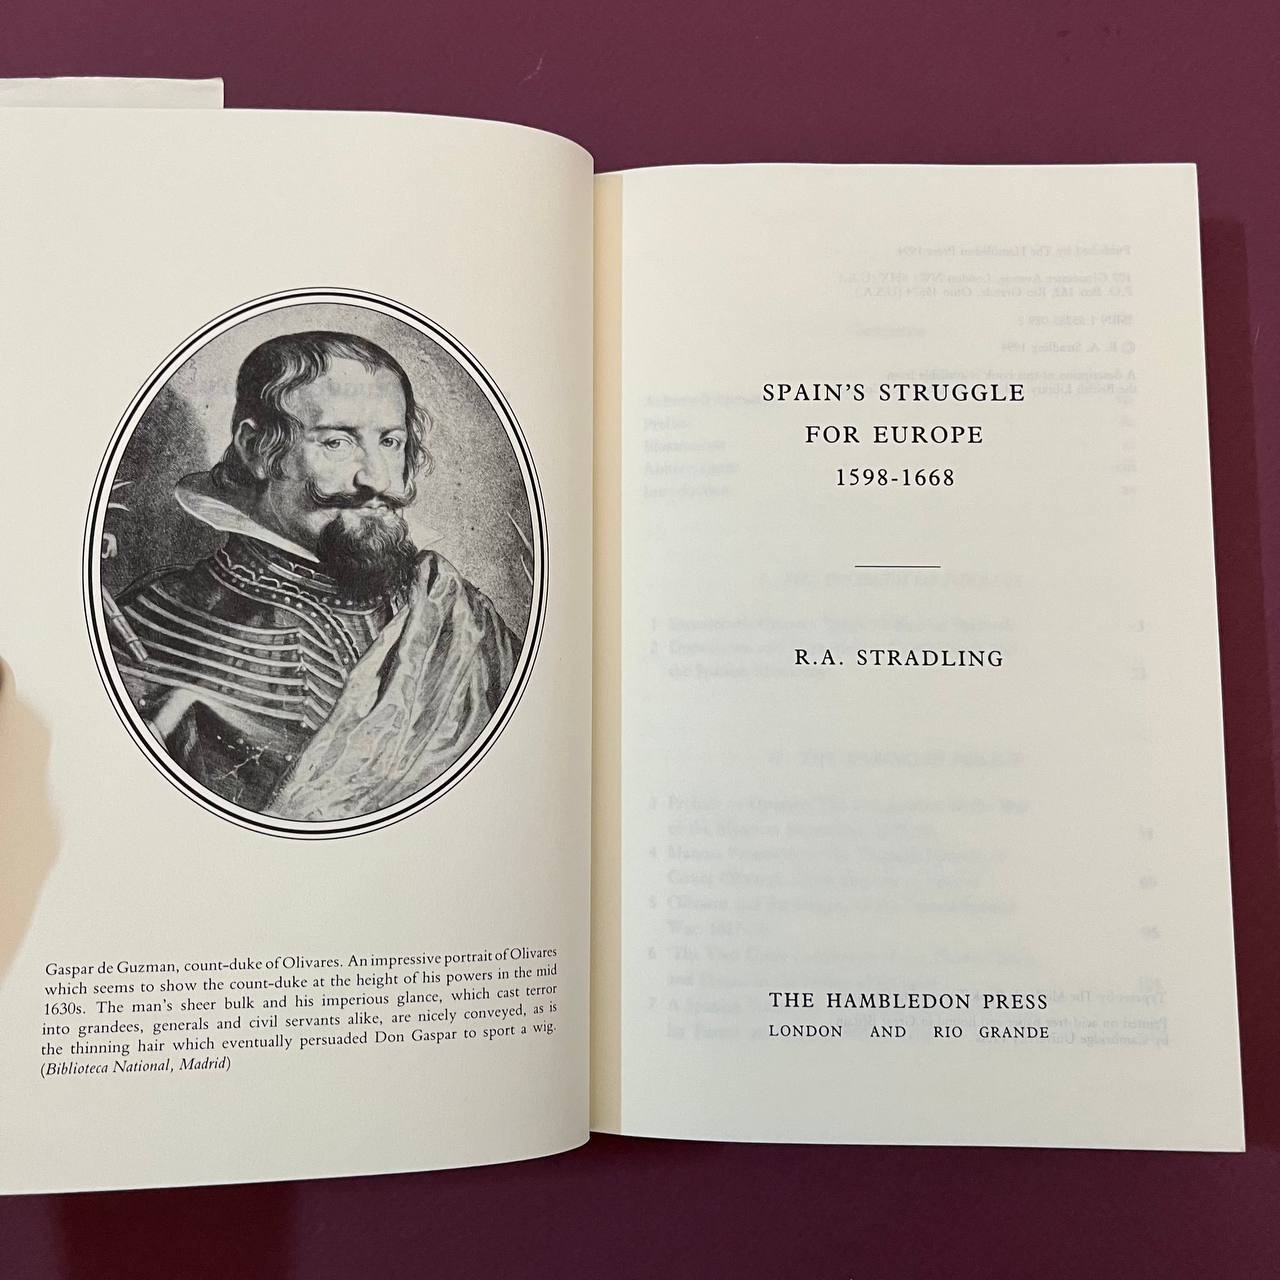 Gaspar de Guzman, count-duke of Olivares. An impressive portrait of Olivares
which seems to show the count-duke at the height of his powers in the mid
1630s. The man's sheer bulk and his imperious glance, which cast terror
into grandees, generals and civil servants alike, are nicely conveyed, as is
the thinning hair which eventually persuaded Don Gaspar to sport a wig.
(Biblioteca National, Madrid)
SPAIN'S STRUGGLE
FOR EUROPE
1598-1668
R.A. STRADLING
THE HAMBLEDON PRESS
LONDON AND RIO GRANDE